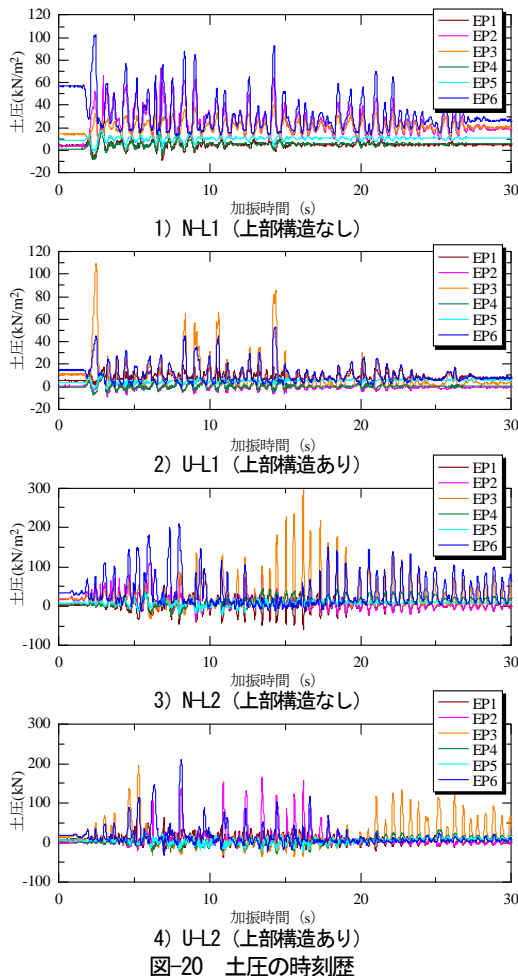 土圧(kN/m²)
120
100
80
60
40
20
0
-20
EP1
EP2
EP3
EP4
EP5
EP6
0
10
20
30
加振時間 (s)
1) N-L1 (上部構造なし)
土圧(kN/m²)
120
100
80
60
40
20
0
-20
EP1
EP2
EP3
EP4
EP5
EP6
0
10
20
30
加振時間 (s)
2) U-L1 (上部構造あり)
土圧(kN/m²)
300
200
100
0
-100
EP1
EP2
EP3
EP4
EP5
EP6
0
10
20
30
加振時間 (s)
3) N-L2 (上部構造なし)
土圧(kN)
300
200
100
0
-100
EP1
EP2
EP3
EP4
EP5
EP6
0
10
20
30
加振時間 (s)
4) U-L2 (上部構造あり)
図-20 土圧の時刻歴